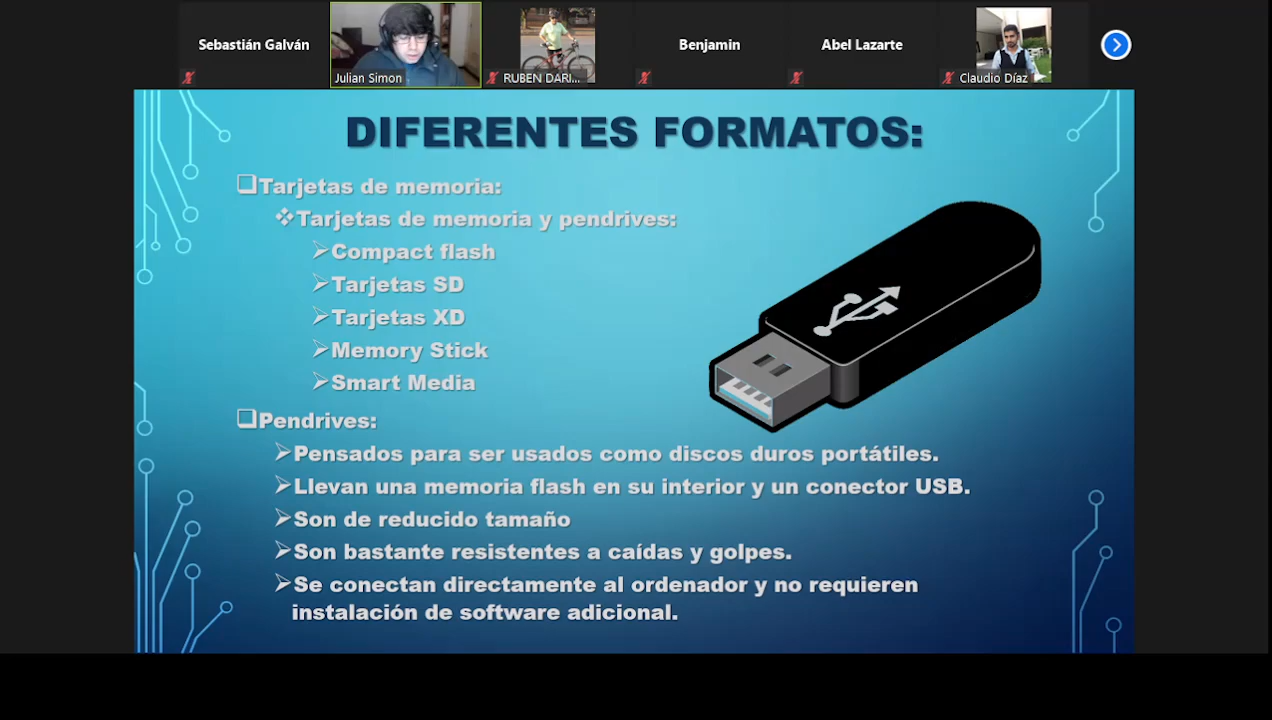 Sebastián Galván
Julian Simon
RUBEN DARI...
Benjamin
Abel Lazarte
Claudio Díaz
DIFERENTES FORMATOS:
Tarjetas de memoria:
Tarjetas de memoria y pendrives:
Compact flash
Tarjetas SD
Tarjetas XD
Memory Stick
Smart Media
Pendrives:
Pensados para ser usados como discos duros portátiles.
Llevan una memoria flash en su interior y un conector USB.
Son de reducido tamaño
Son bastante resistentes a caídas y golpes.
Se conectan directamente al ordenador y no requieren
instalación de software adicional.